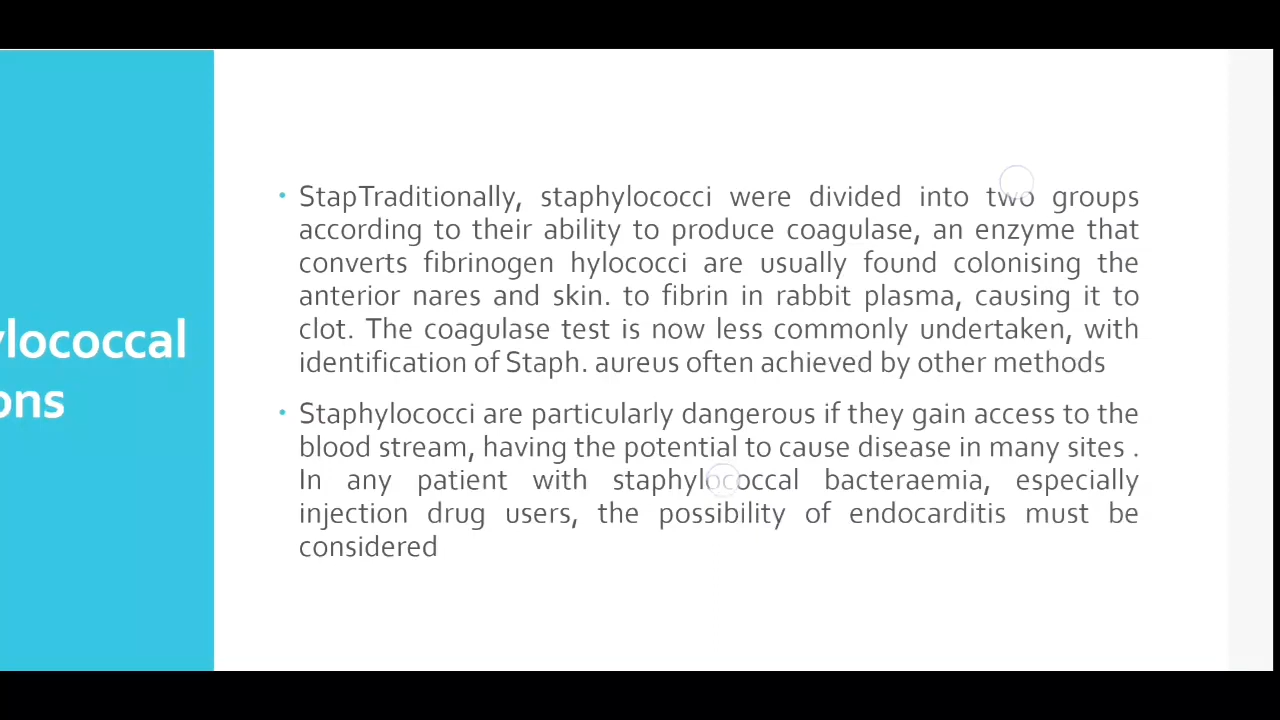 ylococcal
ons
• StapTraditionally, staphylococci were divided into two groups
according to their ability to produce coagulase, an enzyme that
converts fibrinogen hylococci are usually found colonising the
anterior nares and skin. to fibrin in rabbit plasma, causing it to
clot. The coagulase test is now less commonly undertaken, with
identification of Staph. aureus often achieved by other methods
• Staphylococci are particularly dangerous if they gain access to the
blood stream, having the potential to cause disease in many sites .
In any patient with staphylococcal bacteraemia, especially
injection drug users, the possibility of endocarditis must be
considered